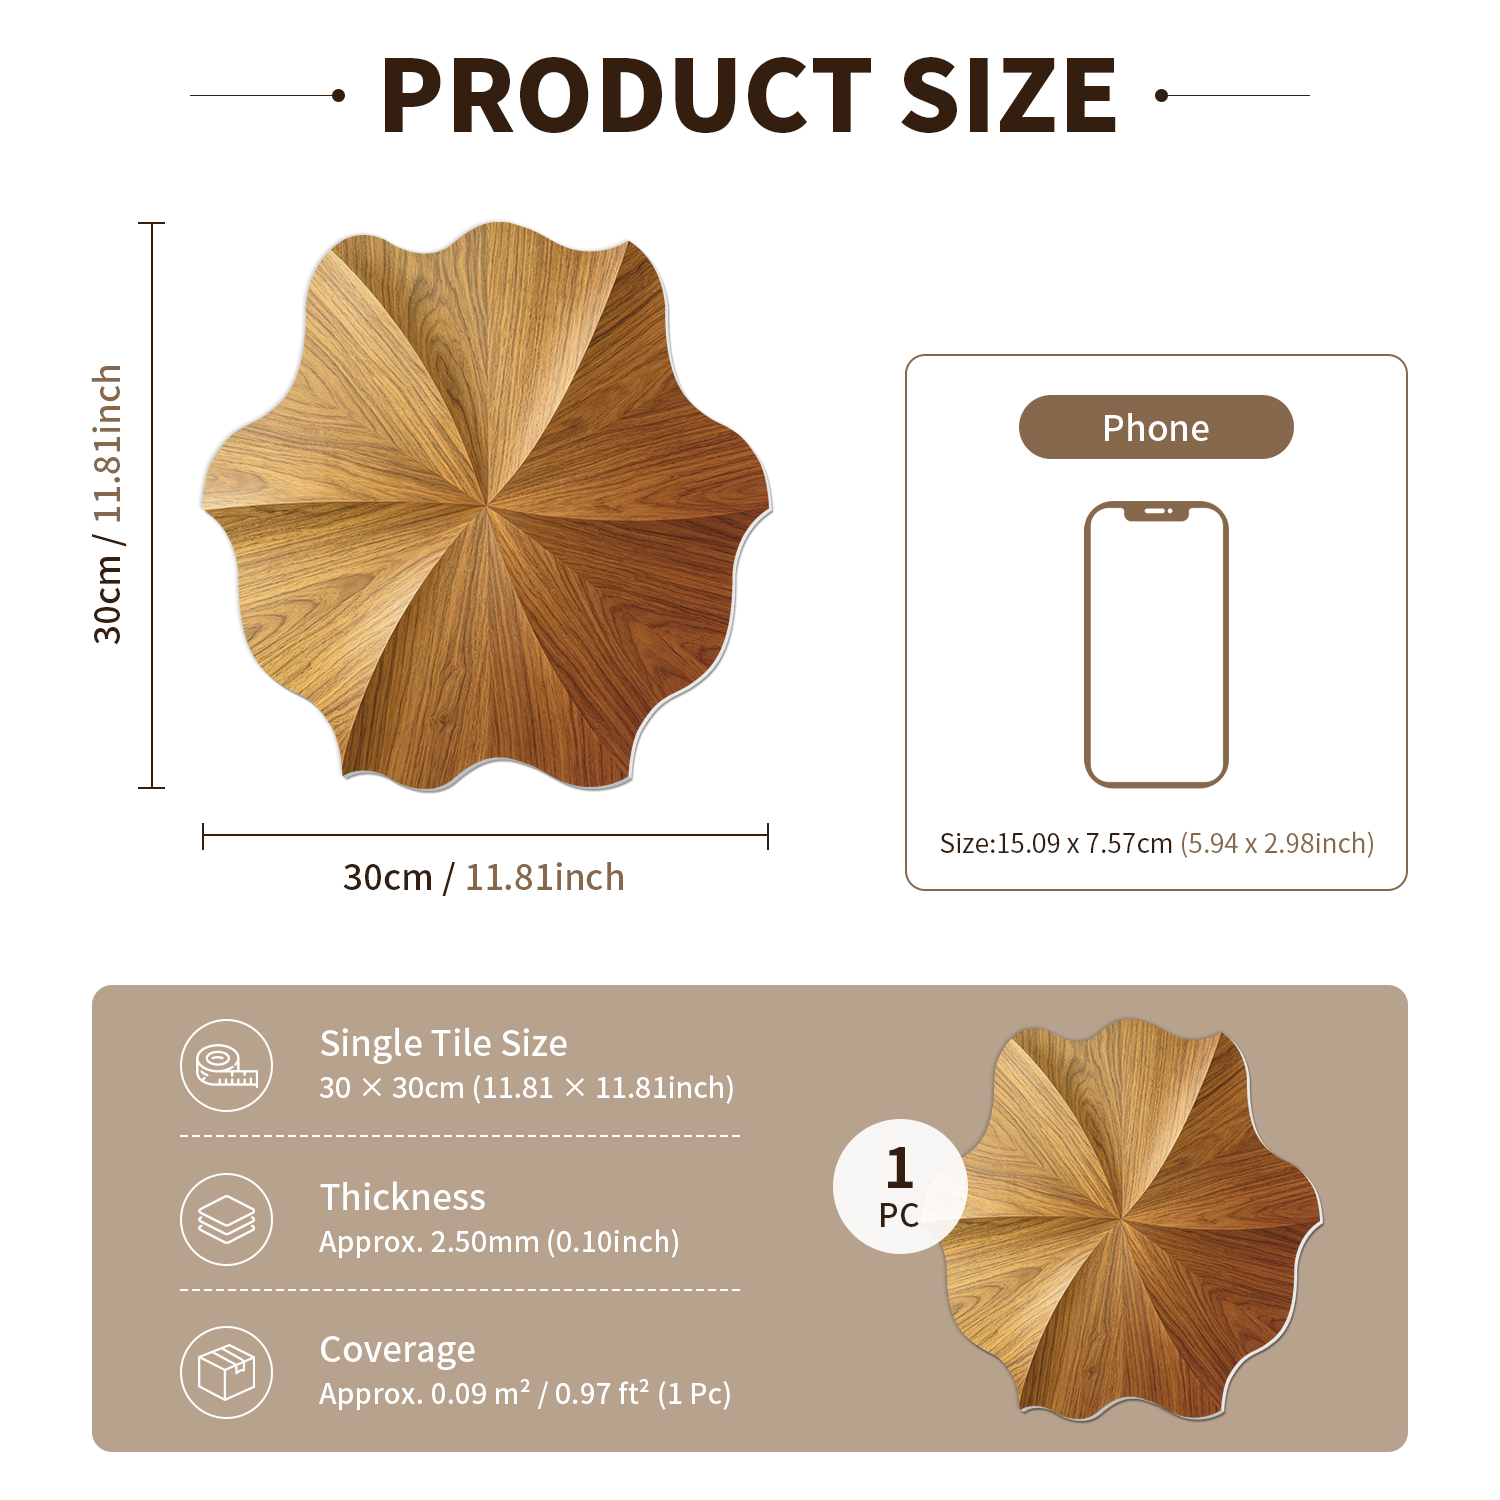 PRODUCT SIZE
30cm / 11.81inch
30cm / 11.81inch
Phone
Size:15.09 x 7.57cm (5.94 x 2.98inch)
Single Tile Size
30 × 30cm (11.81 × 11.81inch)
Thickness
Approx. 2.50mm (0.10inch)
Coverage
Approx. 0.09 m² / 0.97 ft² (1 Pc)
1
PC